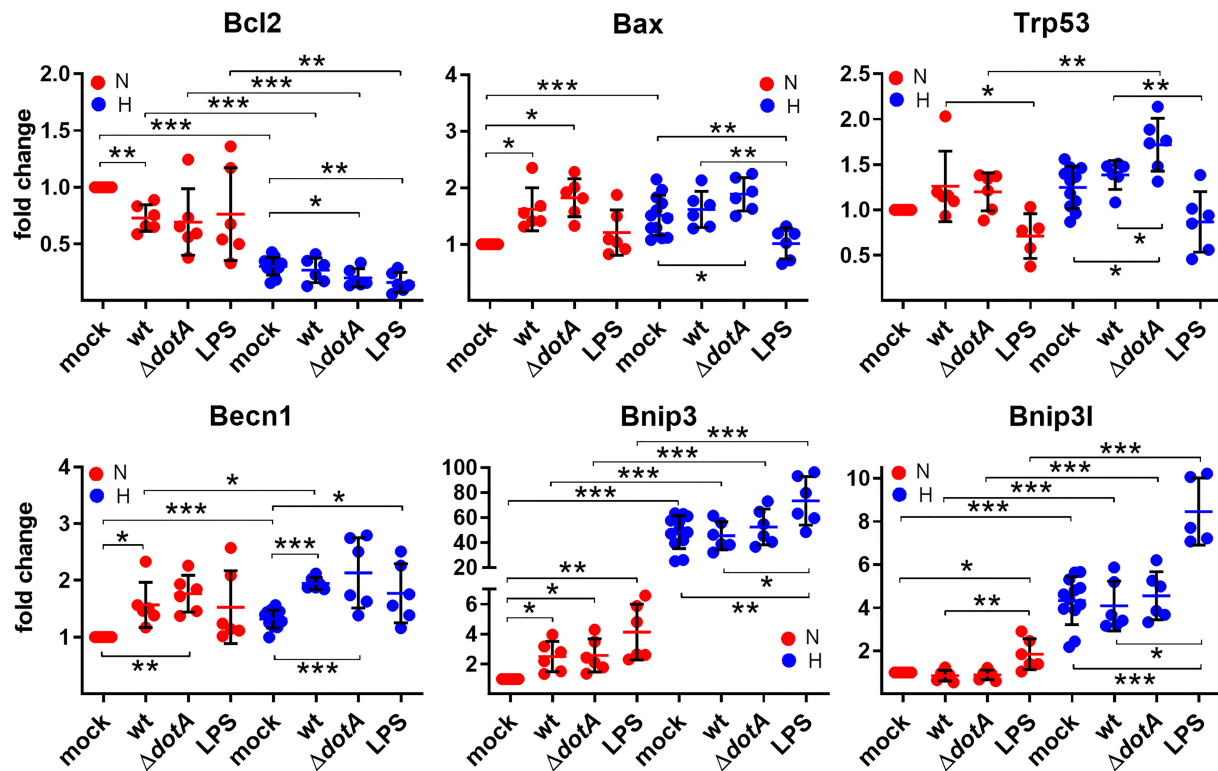 Bcl2
fold change
2.0
1.5
1.0
0.5
N
H
**
***
***
***
**
**
*
mock
wt
ΔdotA
LPS
mock
wt
ΔdotA
LPS
Bax
4
3
2
1
0
N
H
***
*
*
**
**
*
mock
wt
ΔdotA
LPS
mock
wt
ΔdotA
LPS
Trp53
2.5
2.0
1.5
1.0
0.5
0.0
N
H
**
*
**
*
*
mock
wt
ΔdotA
LPS
mock
wt
ΔdotA
LPS
Becn1
fold change
4
3
2
1
0
N
H
*
***
*
*
***
**
***
mock
wt
ΔdotA
LPS
mock
wt
ΔdotA
LPS
Bnip3
100
80
60
40
20
6
4
2
N
H
***
***
***
***
**
*
*
*
**
mock
wt
ΔdotA
LPS
mock
wt
ΔdotA
LPS
Bnip3l
10
8
6
4
2
N
H
***
***
***
***
*
**
*
***
mock
wt
ΔdotA
LPS
mock
wt
ΔdotA
LPS